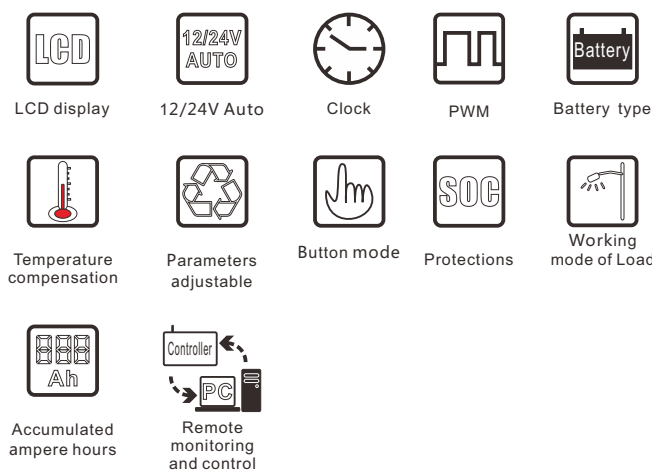 LCD
12/24V
AUTO
Battery
LCD display
12/24V Auto
Clock
PWM
Battery type
SOC
Temperature
compensation
Parameters
adjustable
Button mode
Protections
Working
mode of Load
888
Ah
Controller
PC
Accumulated
ampere hours
Remote
monitoring
and control